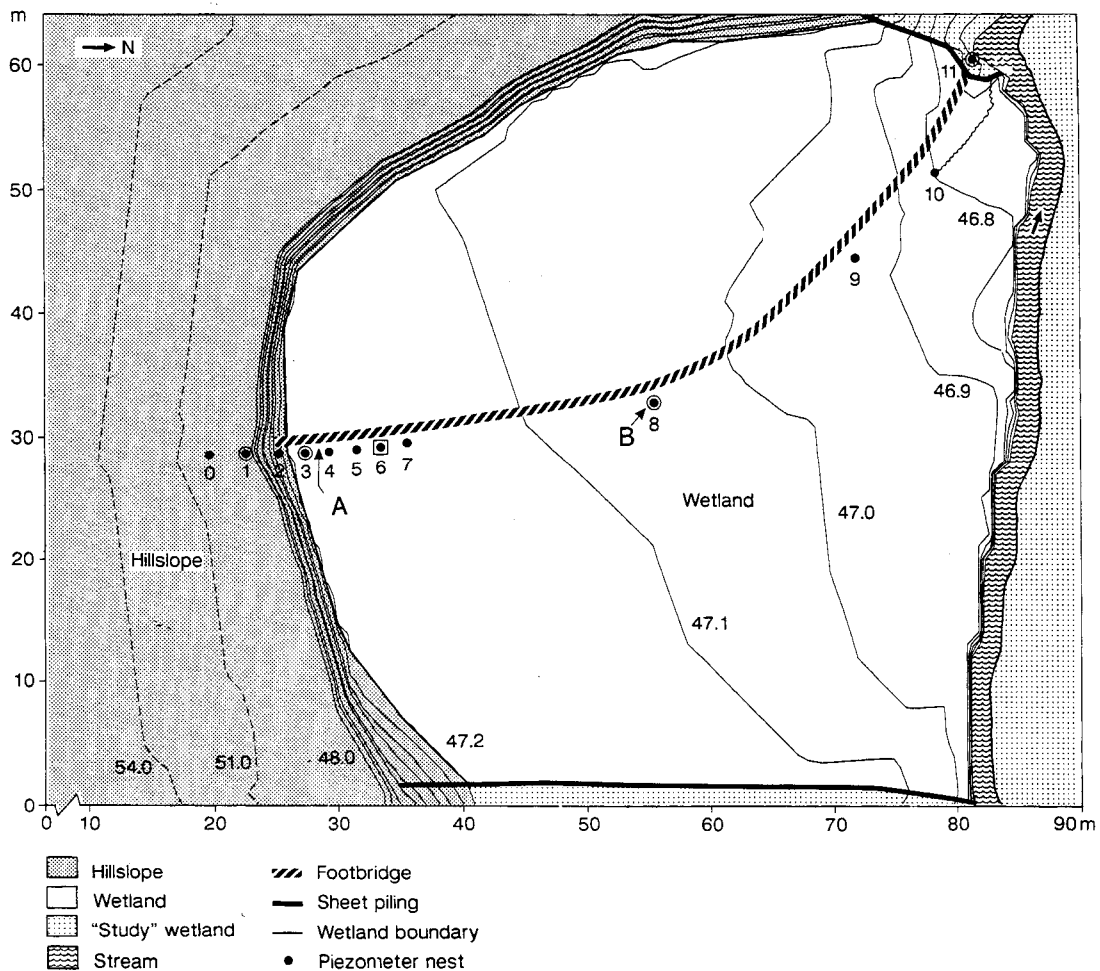 m
N
60
50
40
30
20
10
0
11
10
46.8
9
46.9
B
8
0 1 2 3 4 5 6 7
A
Wetland
47.0
Hillslope
47.1
47.2
54.0 51.0 48.0
0 10 20 30 40 50 60 70 80 90 m
Hillslope
Wetland
"Study" wetland
Stream
Footbridge
Sheet piling
Wetland boundary
Piezometer nest